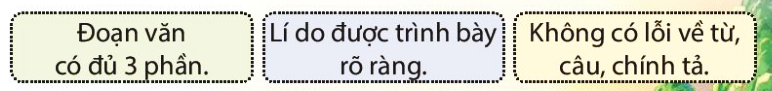 Đoạn văn
có đủ 3 phần.
Lí do được trình bày
rõ ràng.
Không có lỗi về từ,
câu, chính tả.